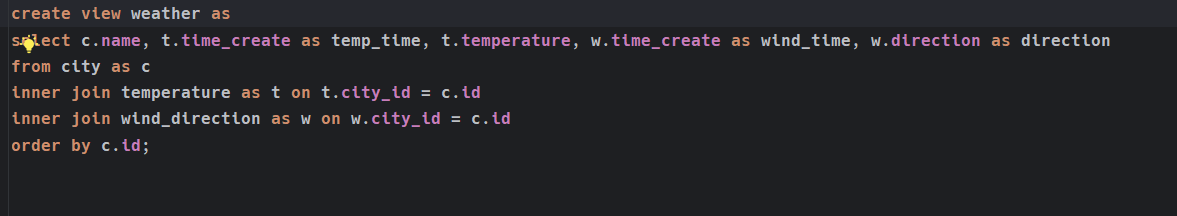 create view weather as
select c.name, t.time_create as temp_time, t.temperature, w.time_create as wind_time, w.direction as direction
from city as c
inner join temperature as t on t.city_id = c.id
inner join wind_direction as w on w.city_id = c.id
order by c.id;